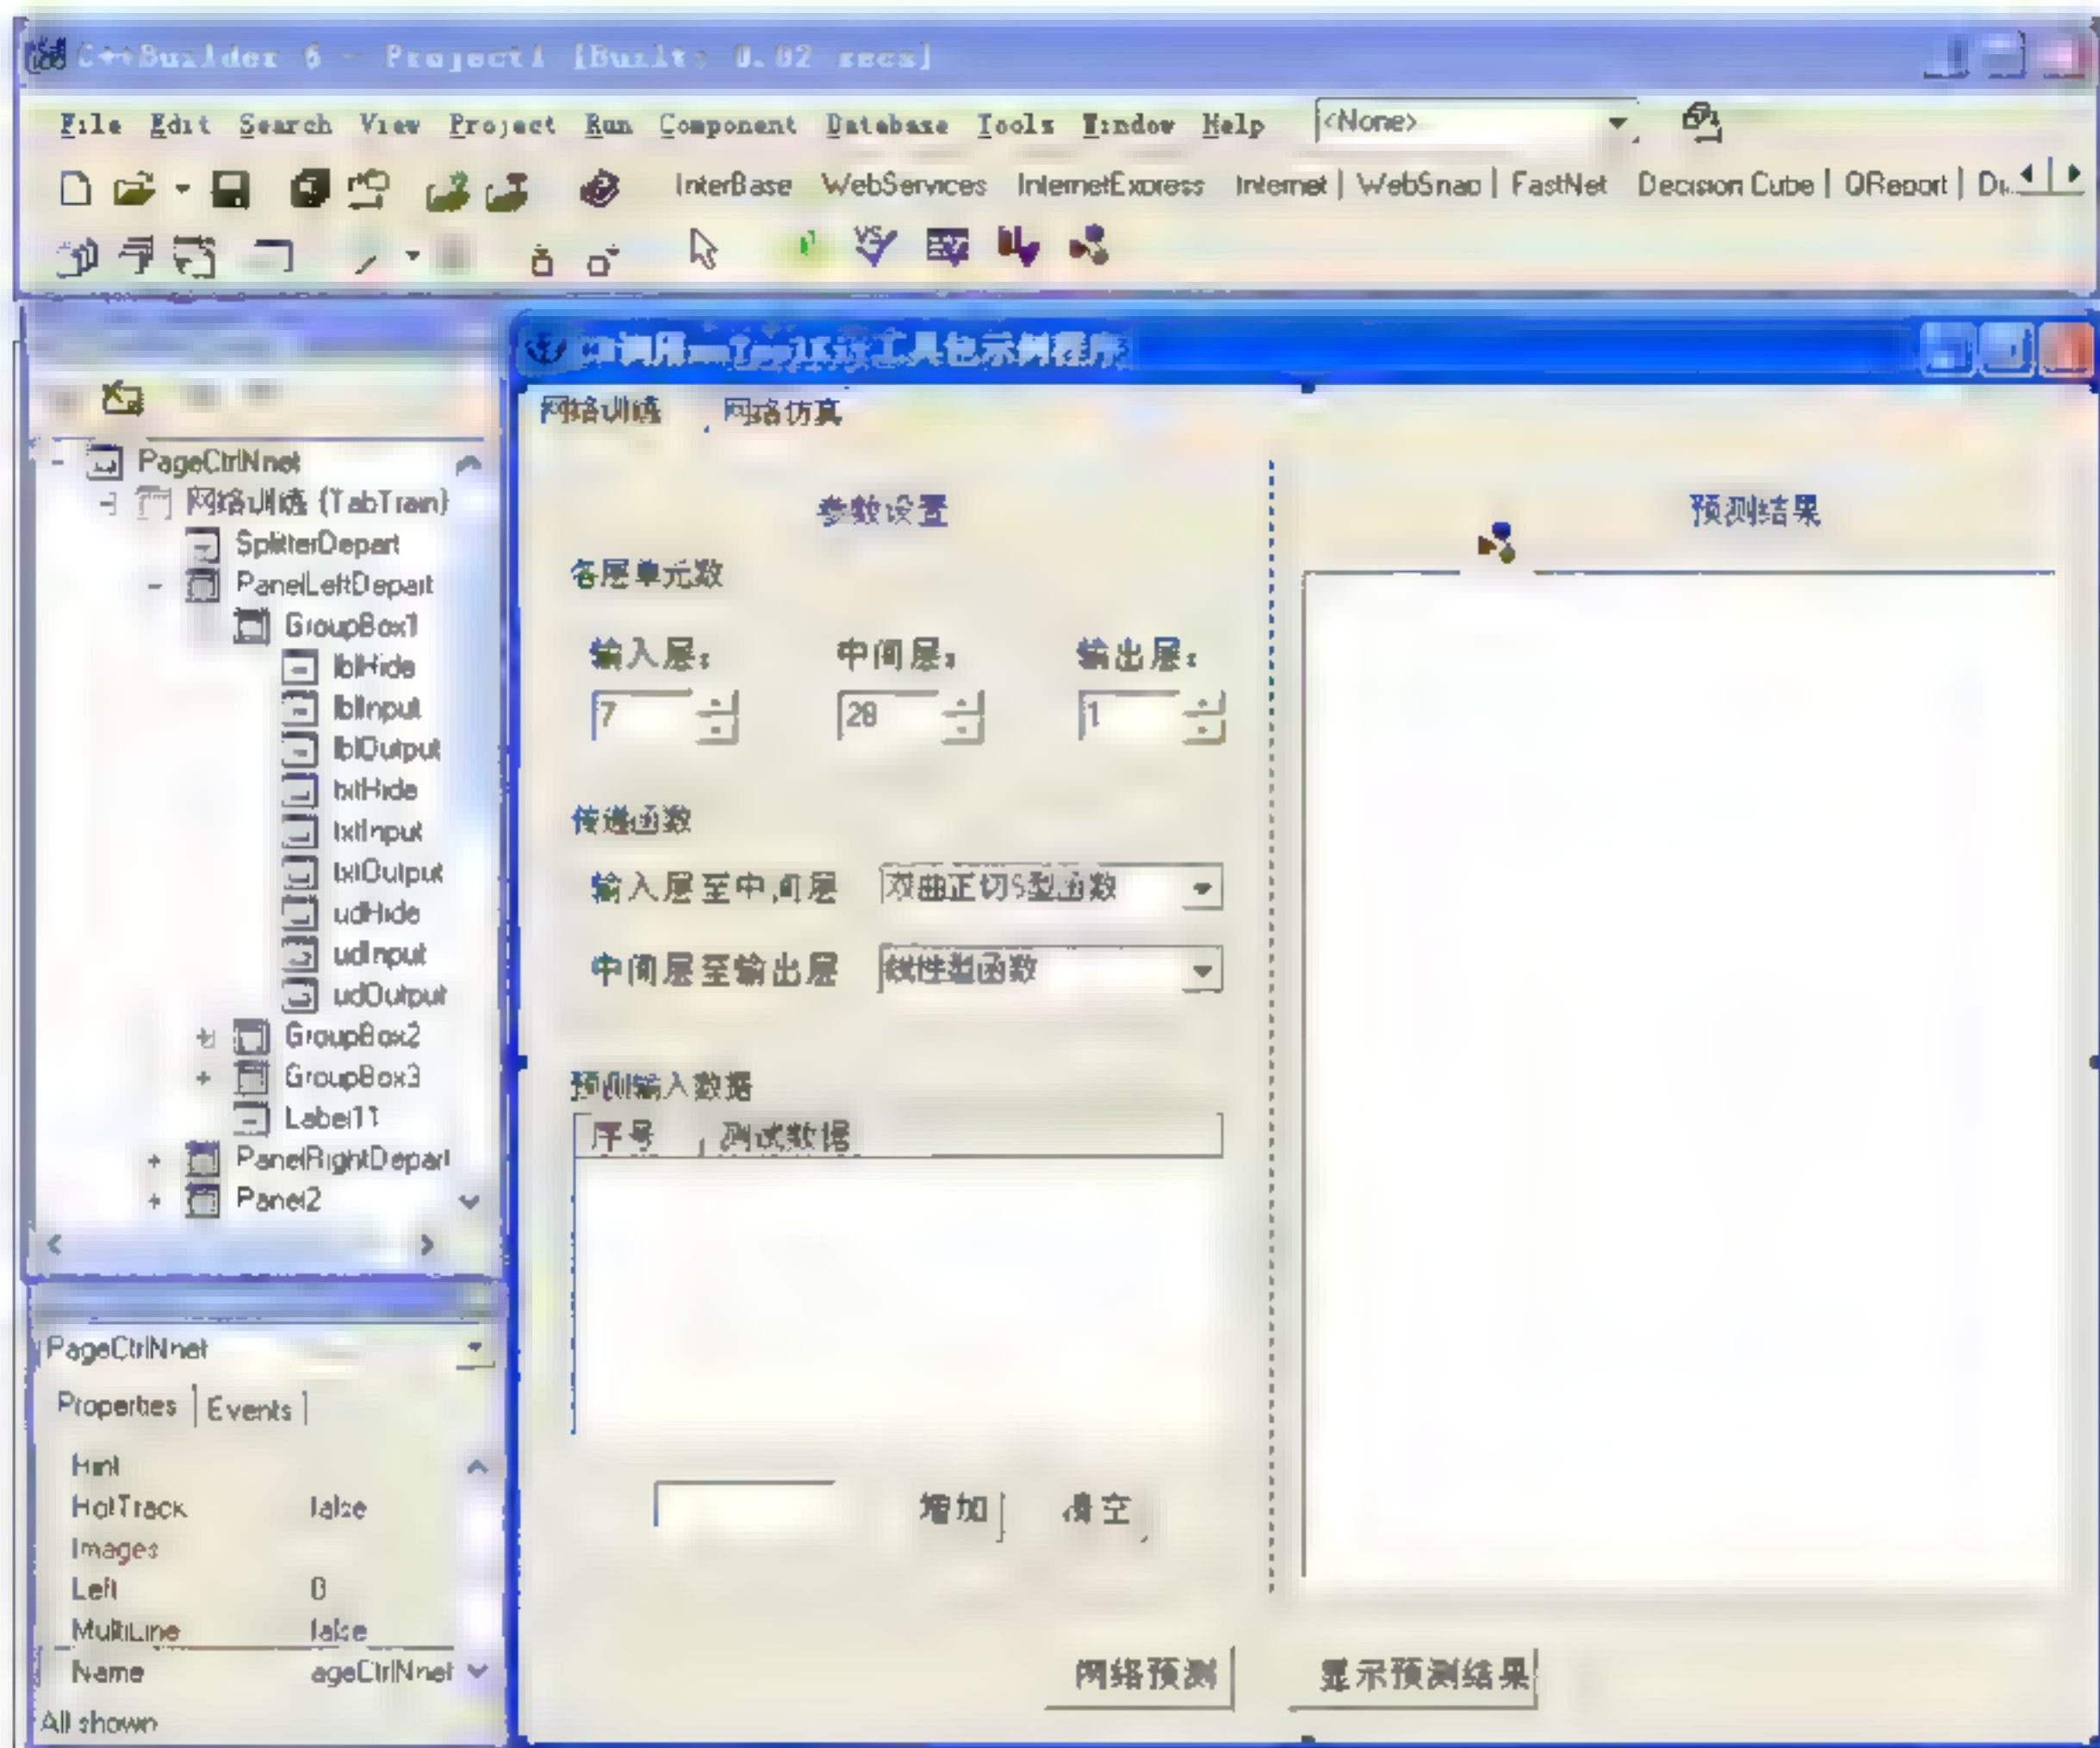 C++Builder 6 - Project1 [Built: 0.02 secs]
File Edit Search View Project Run Component Database Tools Window Help <None>
InterBase WebServices InternetExpress Internet WebSnap FastNet Decision Cube QReport
工具包示例程序
网络训练 网络仿真
PageCtrlNnet
网络训练 {TabTrain}
SplitterDepart
PanelLeftDepart
GroupBox1
lblHide
lblInput
lblOutput
txtHide
txtInput
txtOutput
udHide
udInput
udOutput
GroupBox2
GroupBox3
Label11
PanelRightDepart
Panel2
PageCtrlNnet
Properties Events
Hint
HotTrack false
Images
Left 0
MultiLine false
Name ageCtrlNnet
All shown
参数设置
各层单元数
输入层: 中间层: 输出层:
7 28 1
传递函数
输入层至中间层 双曲正切S型函数
中间层至输出层 线性型函数
预测输入数据
序号 测试数据
增加 清空
网络预测
预测结果
显示预测结果